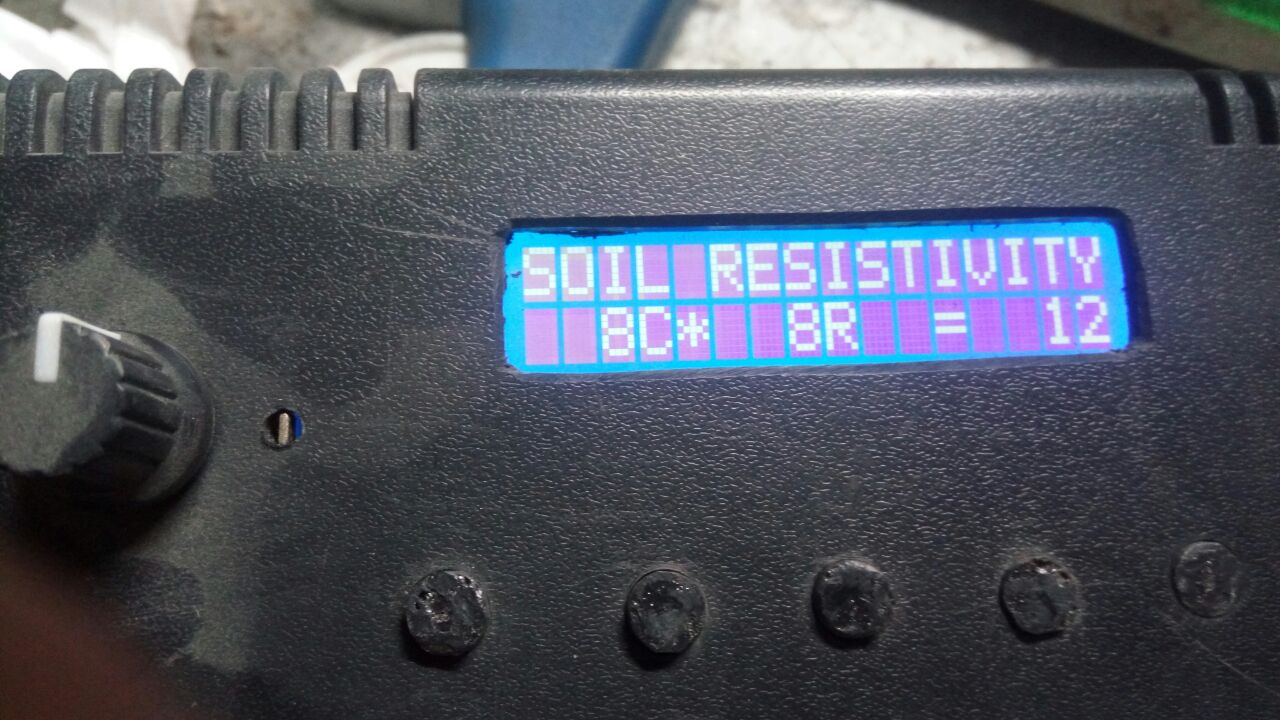 SOIL RESISTIVITY
8C* 8R = 12